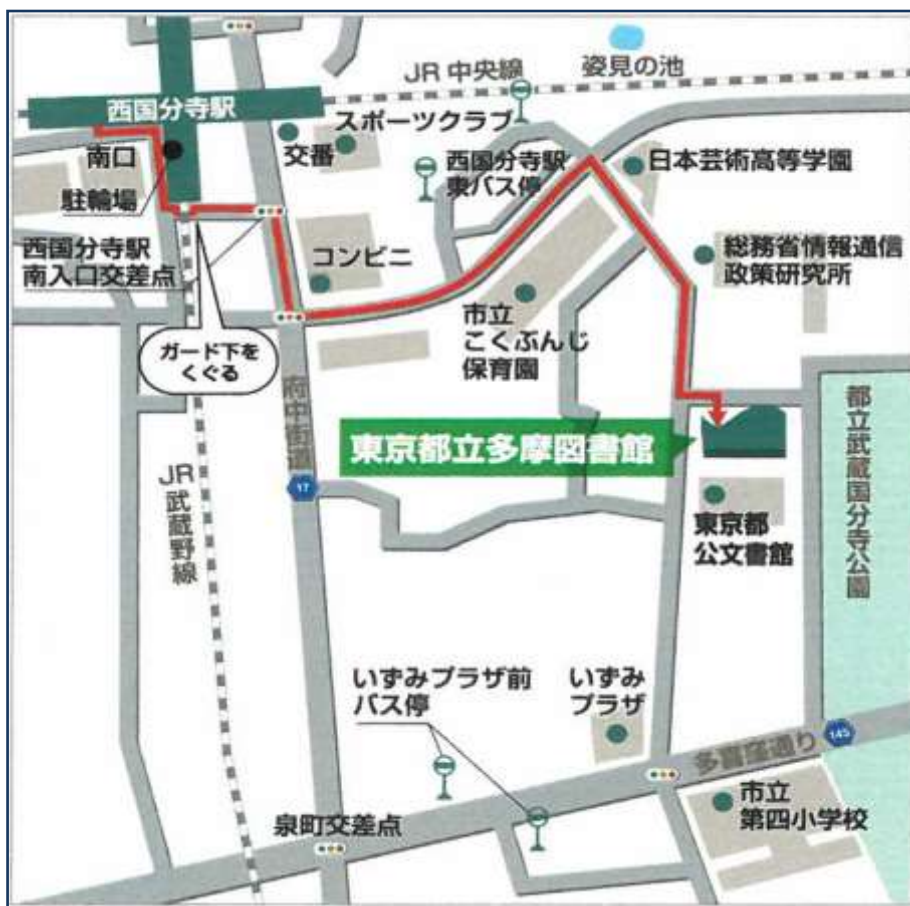 姿見の池
JR 中央線
西国分寺駅
スポーツクラブ
南口
交番
西国分寺駅
東バス停
日本芸術高等学園
駐輪場
西国分寺駅
南入口交差点
コンビニ
総務省情報通信
政策研究所
市立
こくぶんじ
保育園
ガード下を
くぐる
府中街道
都立武蔵国分寺公園
東京都立多摩図書館
JR武蔵野線
17
東京都
公文書館
いずみプラザ前
バス停
いずみ
プラザ
多喜窪通り
145
泉町交差点
市立
第四小学校